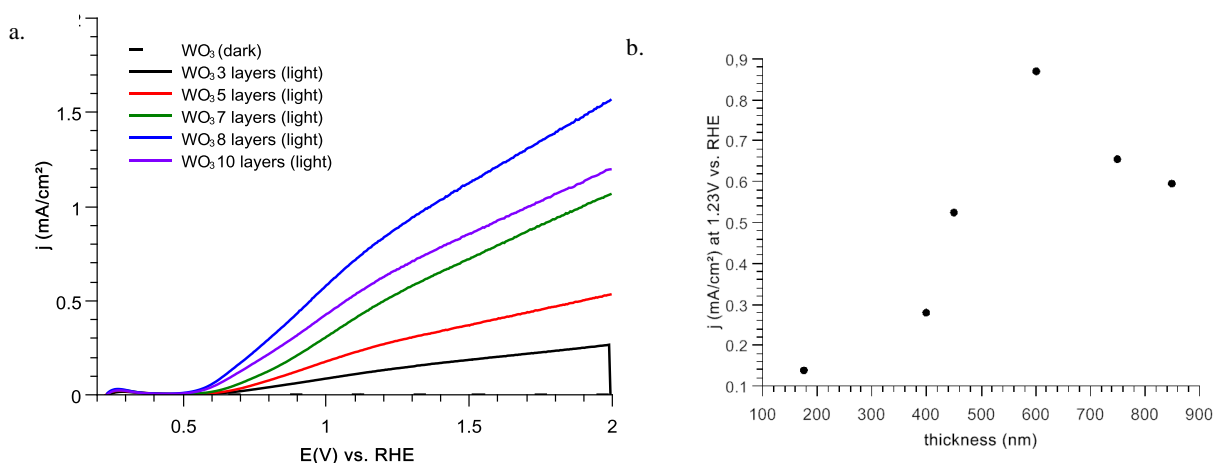 a.
WO₃ (dark)
WO₃ 3 layers (light)
WO₃ 5 layers (light)
WO₃ 7 layers (light)
WO₃ 8 layers (light)
WO₃ 10 layers (light)
1.5
1
0.5
0
j (mA/cm²)
0.5 1 1.5 2
E(V) vs. RHE
b.
0,9
0.8
0.7
0.6
0.5
0.4
0.3
0.2
0.1
j (mA/cm²) at 1.23V vs. RHE
100 200 300 400 500 600 700 800 900
thickness (nm)